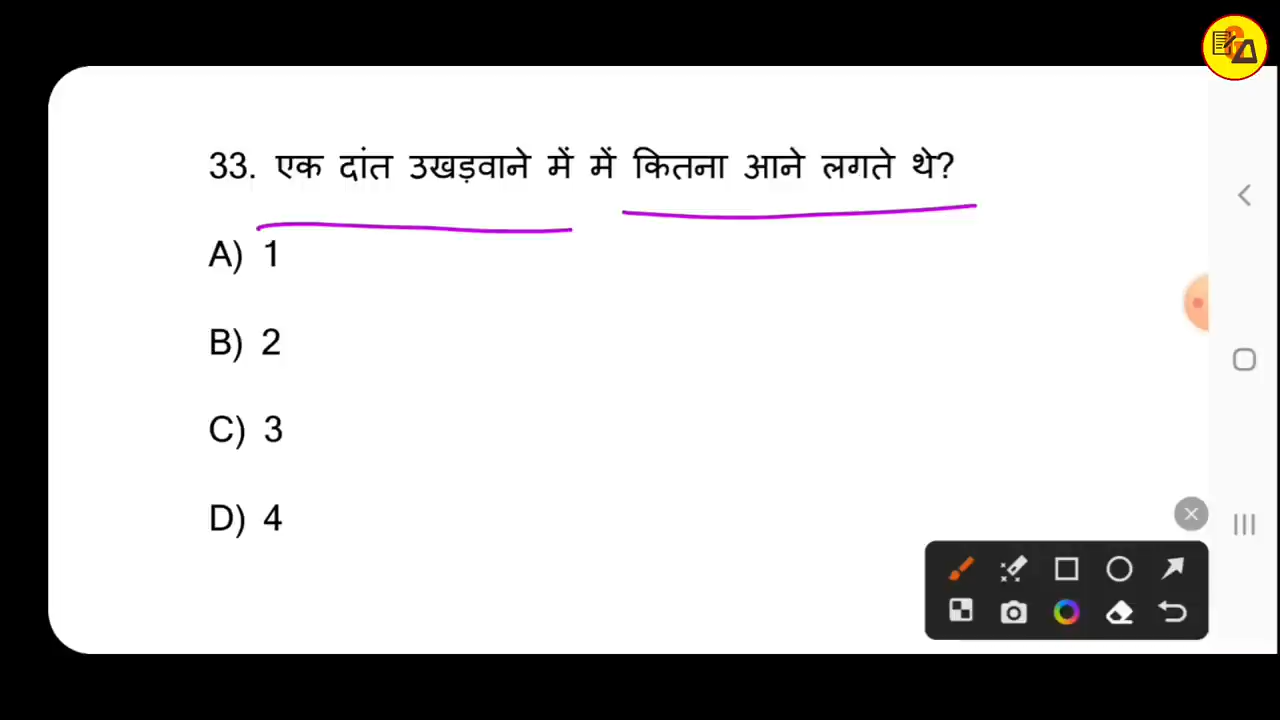 33. एक दांत उखड़वाने में में कितना आने लगते थे?
A) 1
B) 2
C) 3
D) 4